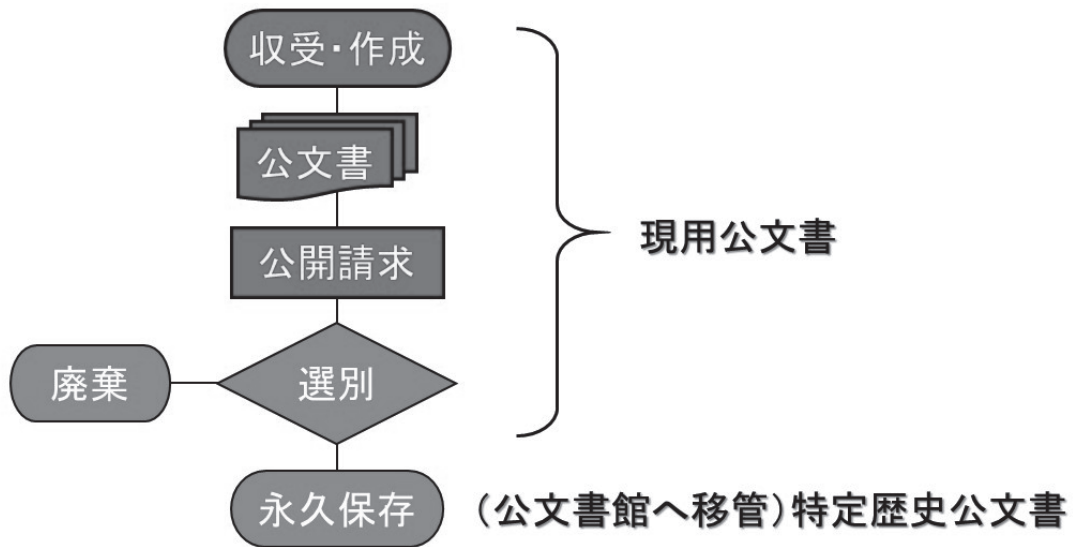 収受・作成
公文書
公開請求
現用公文書
廃棄
選別
永久保存
（公文書館へ移管）特定歴史公文書